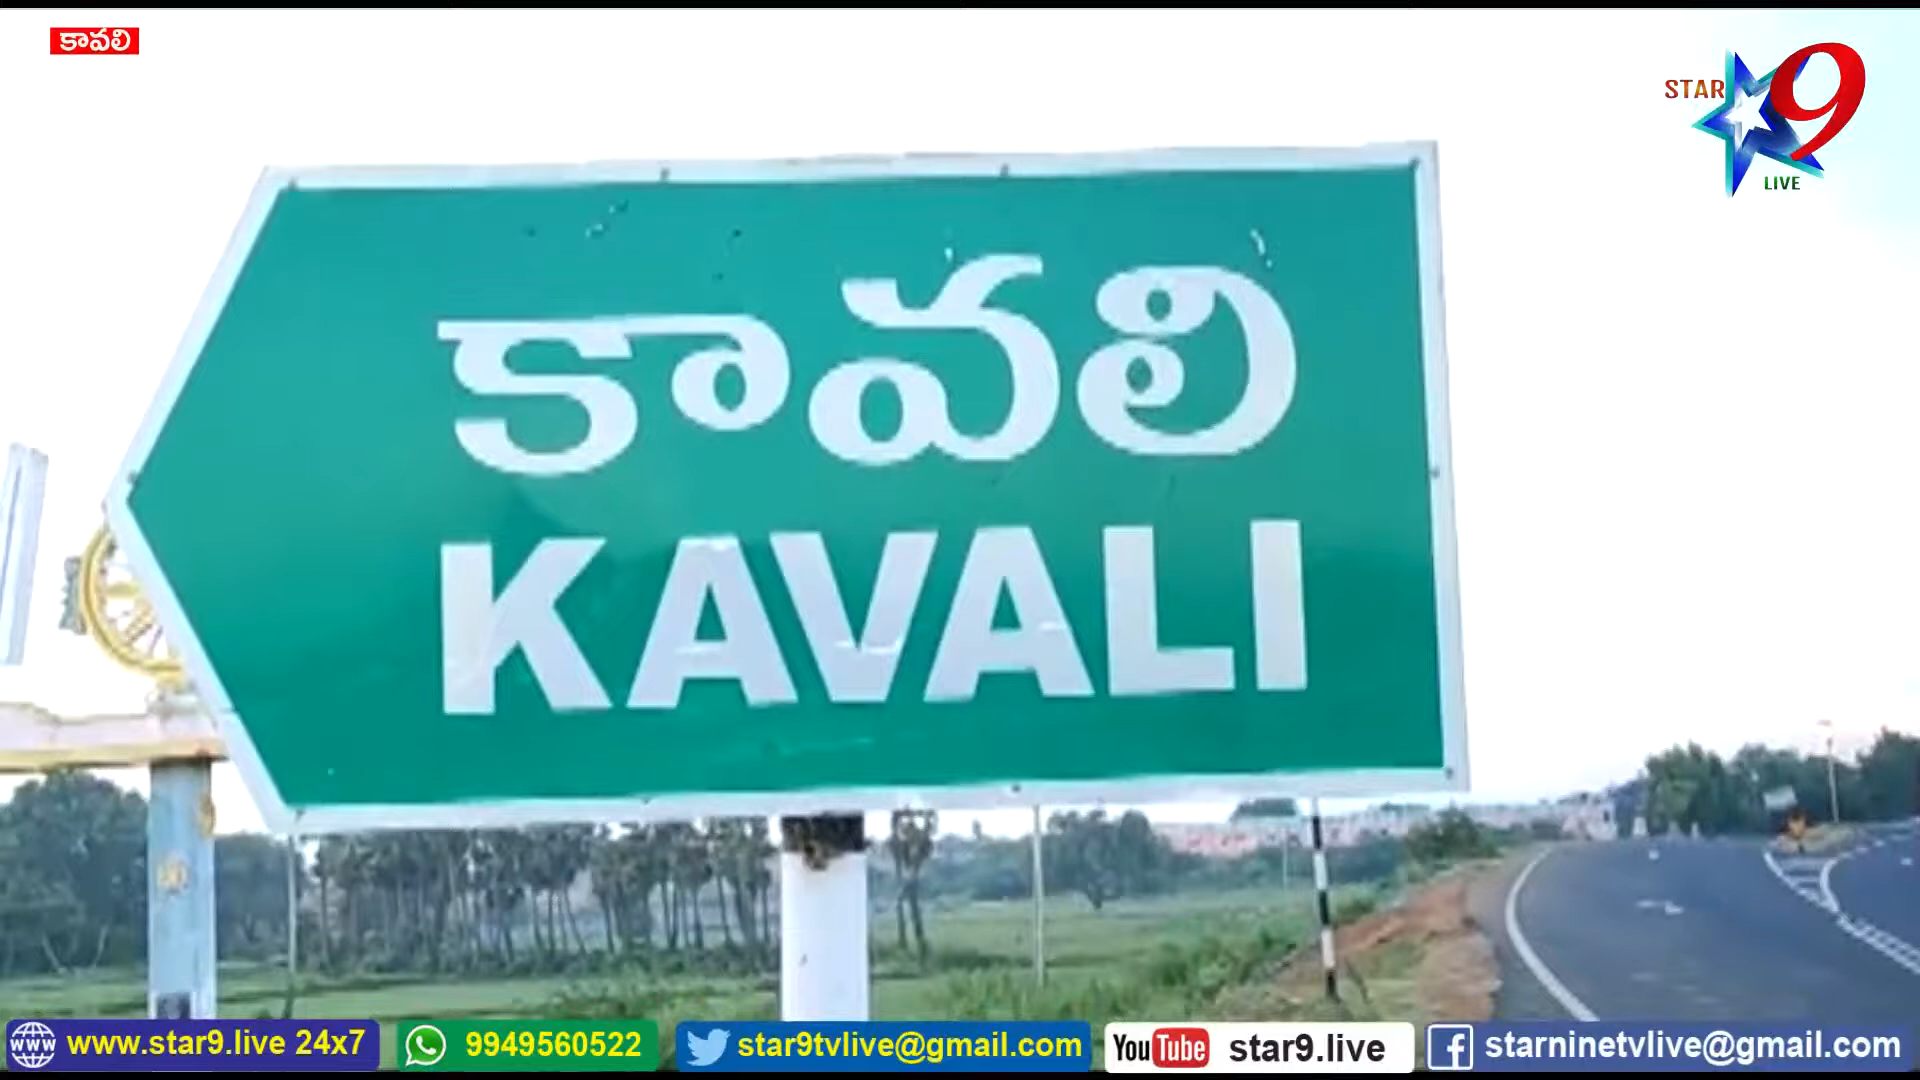 కావలి
STAR 9
LIVE
కావలి
KAVALI
www.star9.live 24x7
9949560522
star9tvlive@gmail.com
YouTube star9.live
starninetvlive@gmail.com